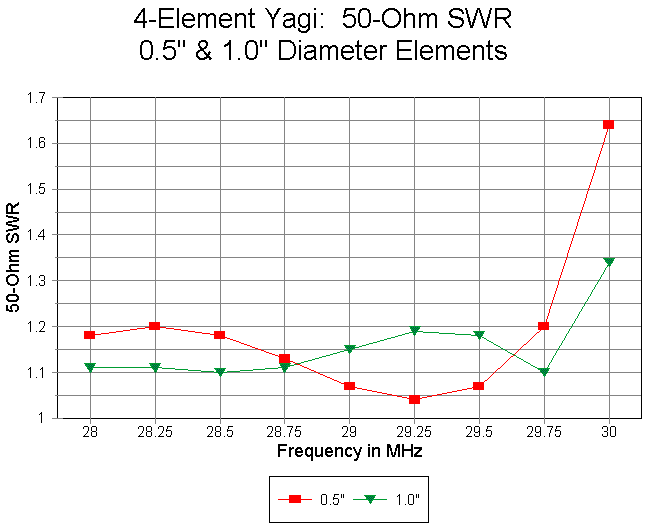 4-Element Yagi:  50-Ohm SWR
0.5" & 1.0" Diameter Elements
1.7
1.6
1.5
1.4
1.3
1.2
1.1
1
50-Ohm SWR
28 28.25 28.5 28.75 29 29.25 29.5 29.75 30
Frequency in MHz
0.5" 1.0"